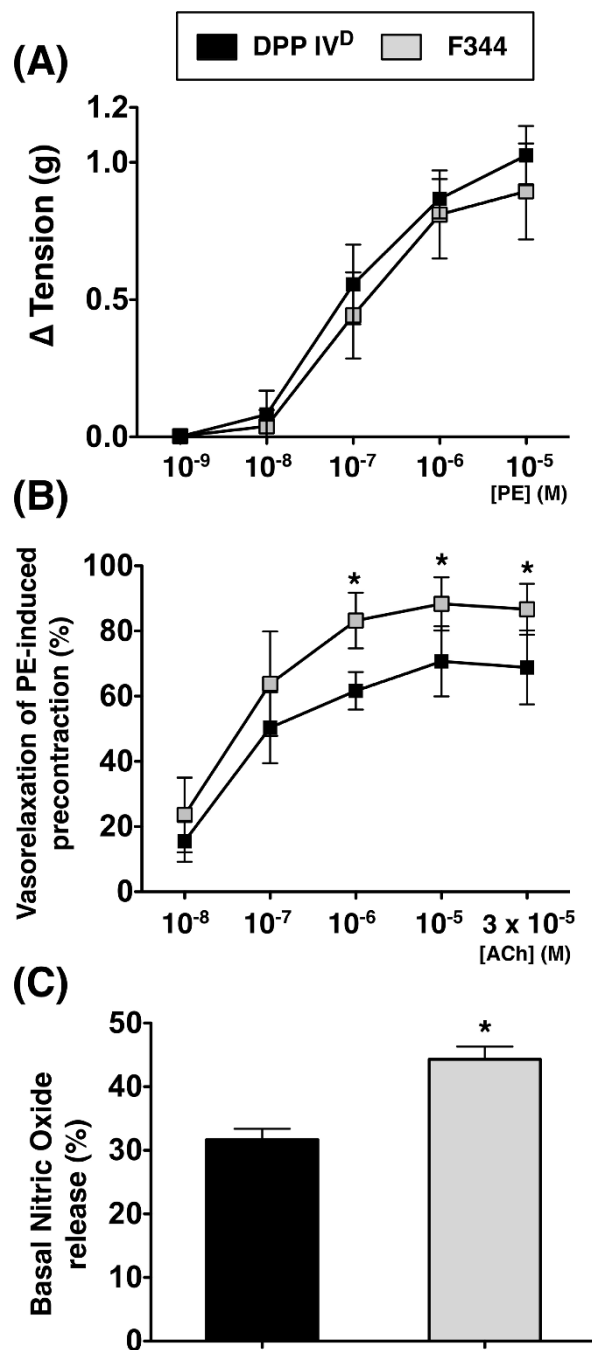 DPP IVᴰ F344
(A)
Δ Tension (g)
1.2
1.0
0.5
0.0
10⁻⁹ 10⁻⁸ 10⁻⁷ 10⁻⁶ 10⁻⁵
[PE] (M)
(B)
Vasorelaxation of PE-induced
precontraction (%)
100
80
60
40
20
0
* * *
10⁻⁸ 10⁻⁷ 10⁻⁶ 10⁻⁵ 3 x 10⁻⁵
[ACh] (M)
(C)
Basal Nitric Oxide
release (%)
50
40
30
20
10
0
*